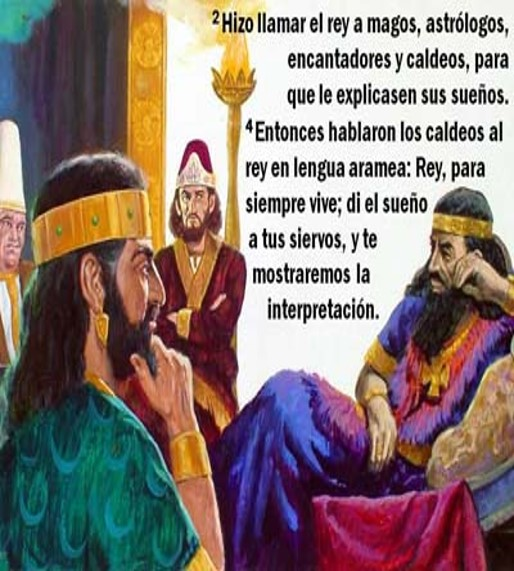 ²Hizo llamar el rey a magos, astrólogos,
encantadores y caldeos, para
que le explicasen sus sueños.
⁴Entonces hablaron los caldeos al
rey en lengua aramea: Rey, para
siempre vive; di el sueño
a tus siervos, y te
mostraremos la
interpretación.